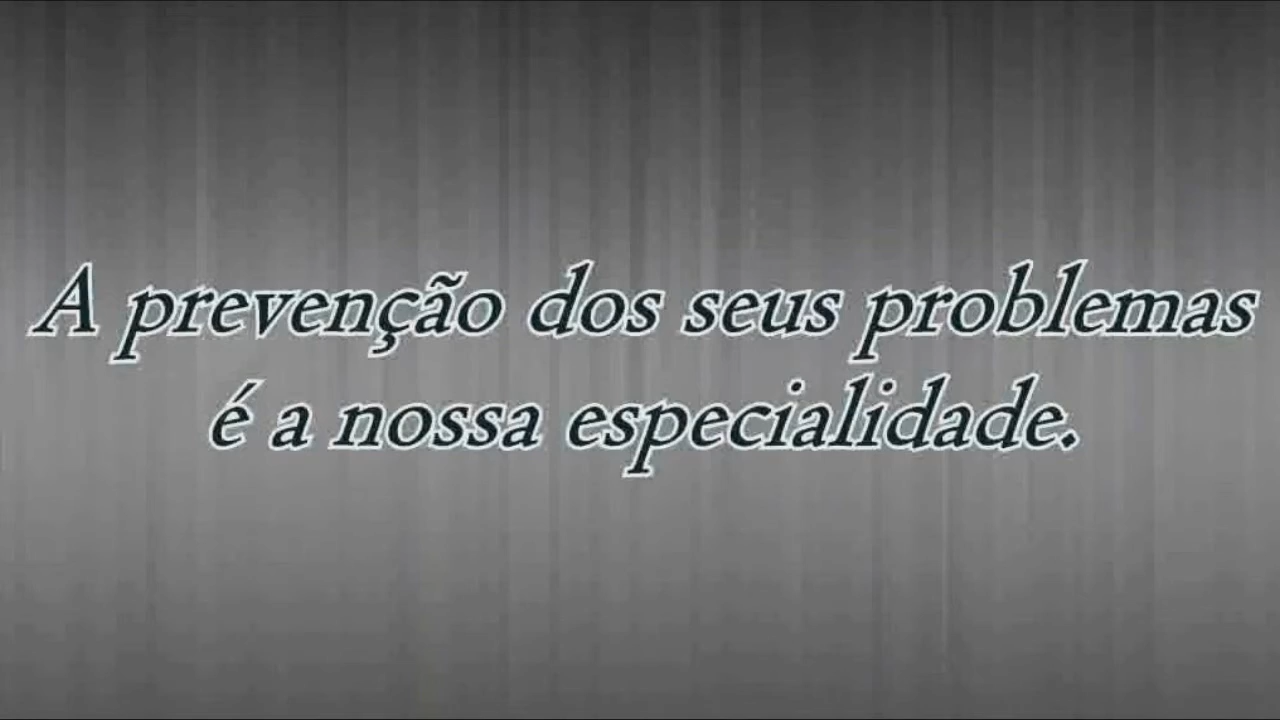 A prevenção dos seus problemas
é a nossa especialidade.